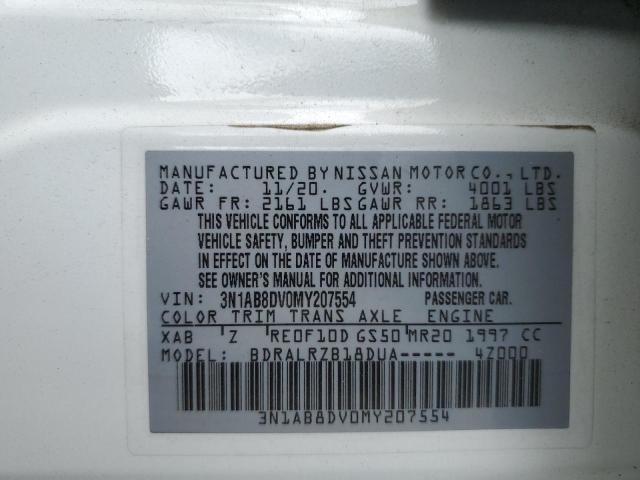 MANUFACTURED BY NISSAN MOTOR CO., LTD.
DATE: 11/20. GVWR: 4001 LBS
GAWR FR: 2161 LBS GAWR RR: 1863 LBS
THIS VEHICLE CONFORMS TO ALL APPLICABLE FEDERAL MOTOR
VEHICLE SAFETY, BUMPER AND THEFT PREVENTION STANDARDS
IN EFFECT ON THE DATE OF MANUFACTURE SHOWN ABOVE.
SEE OWNER'S MANUAL FOR ADDITIONAL INFORMATION.
VIN: 3N1AB8DV0MY207554 PASSENGER CAR.
COLOR TRIM TRANS AXLE ENGINE
XAB Z RE0F10D GS50 MR20 1997 CC
MODEL: BDRALRZB18DUA----- 4Z000
3N1AB8DV0MY207554